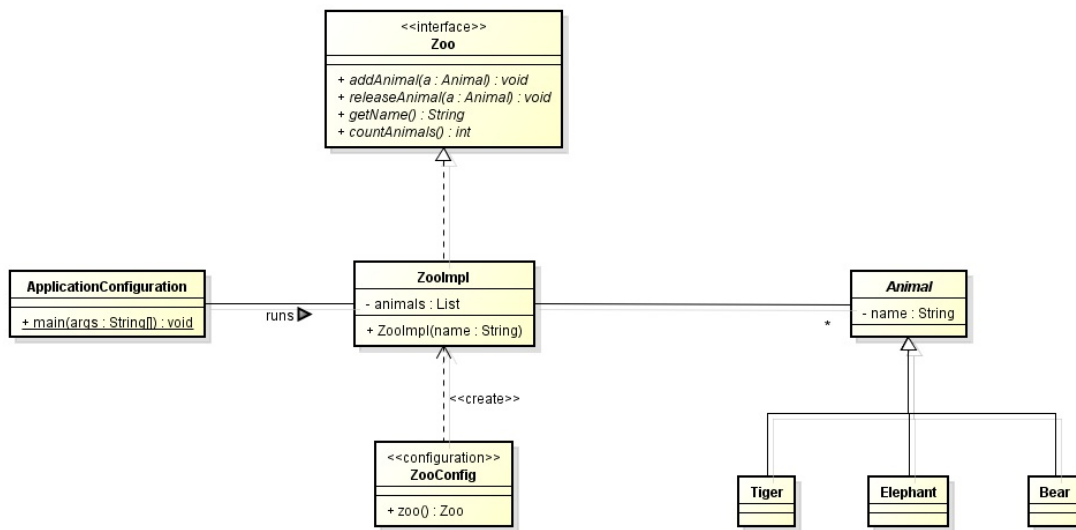 <<interface>>
Zoo
+ addAnimal(a : Animal) : void
+ releaseAnimal(a : Animal) : void
+ getName() : String
+ countAnimals() : int
ApplicationConfiguration
+ main(args : String[]) : void
runs
ZooImpl
- animals : List
+ ZooImpl(name : String)
*
Animal
- name : String
<<create>>
<<configuration>>
ZooConfig
+ zoo() : Zoo
Tiger
Elephant
Bear